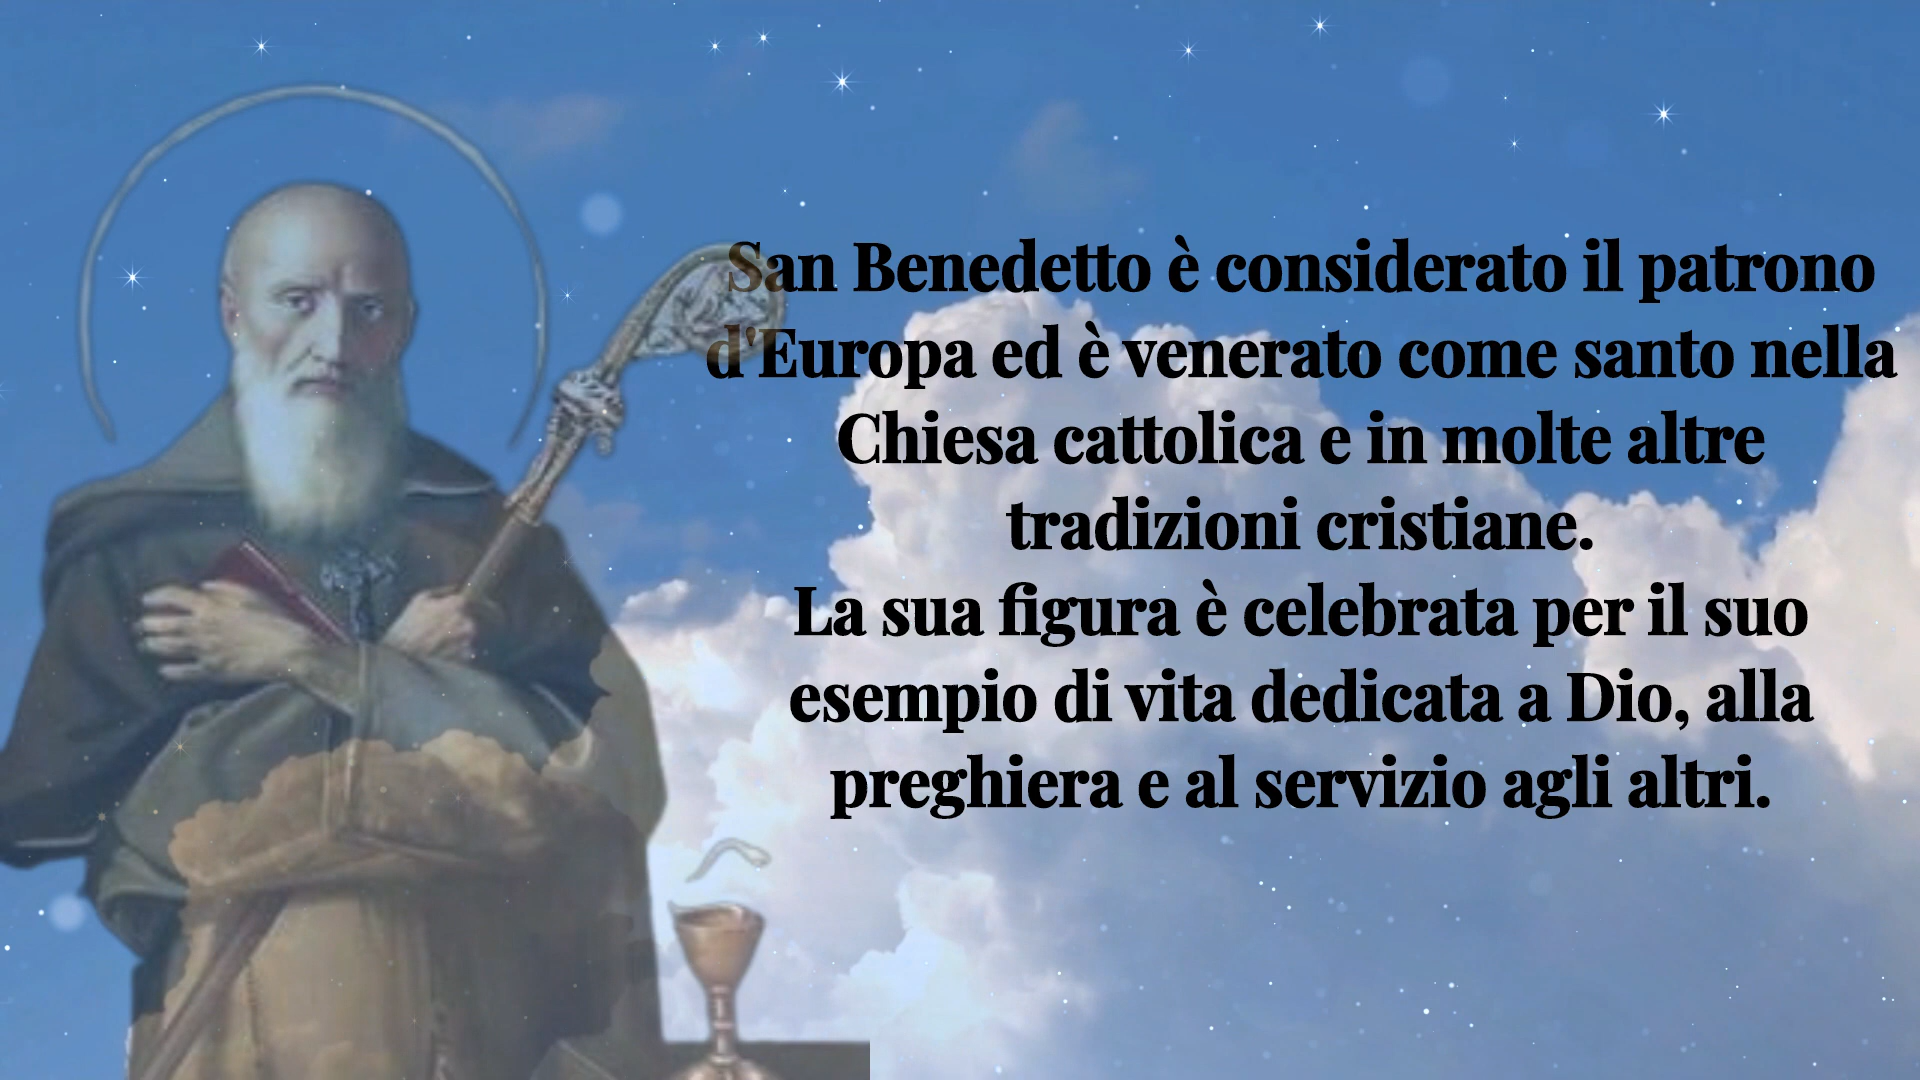 San Benedetto è considerato il patrono
d'Europa ed è venerato come santo nella
Chiesa cattolica e in molte altre
tradizioni cristiane.
La sua figura è celebrata per il suo
esempio di vita dedicata a Dio, alla
preghiera e al servizio agli altri.